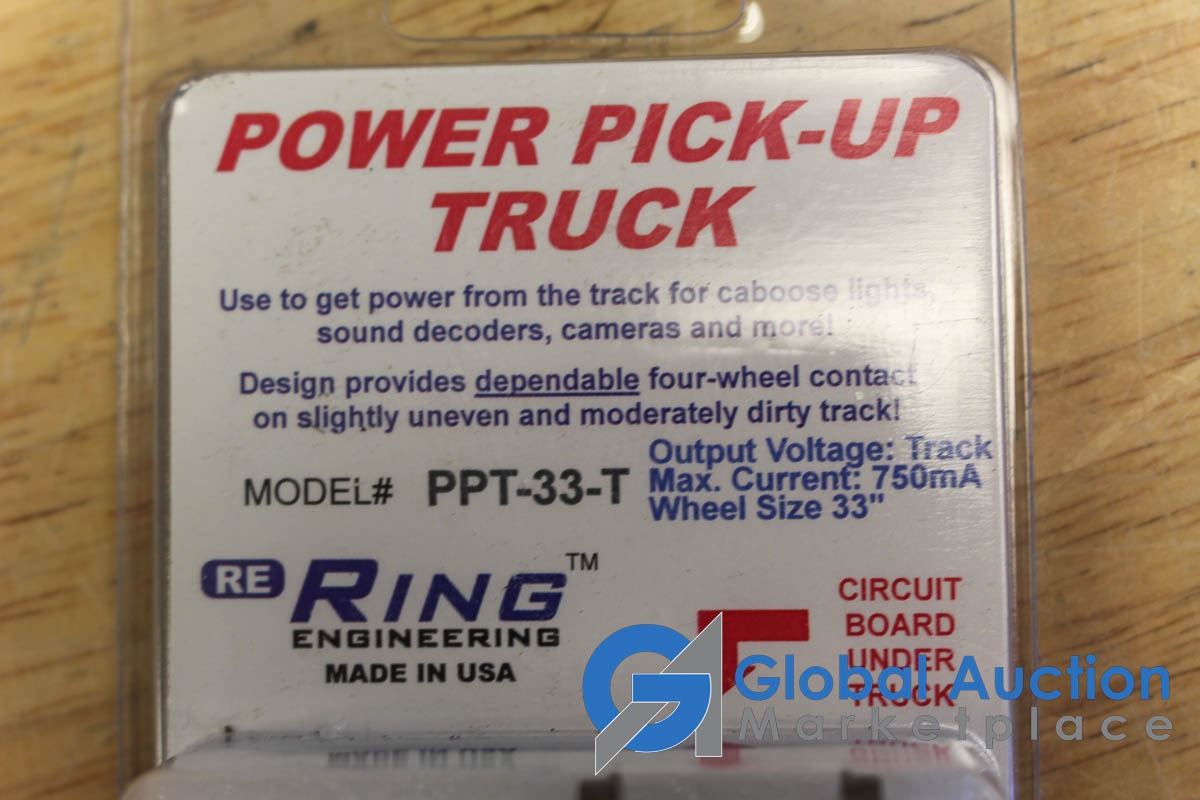 POWER PICK-UP
TRUCK
Use to get power from the track for caboose lights,
sound decoders, cameras and more!
Design provides dependable four-wheel contact
on slightly uneven and moderately dirty track!
MODEL# PPT-33-T
Output Voltage: Track
Max. Current: 750mA
Wheel Size 33"
RE RING™
ENGINEERING
MADE IN USA
CIRCUIT
BOARD
UNDER
TRUCK
GA Global Auction
Marketplace